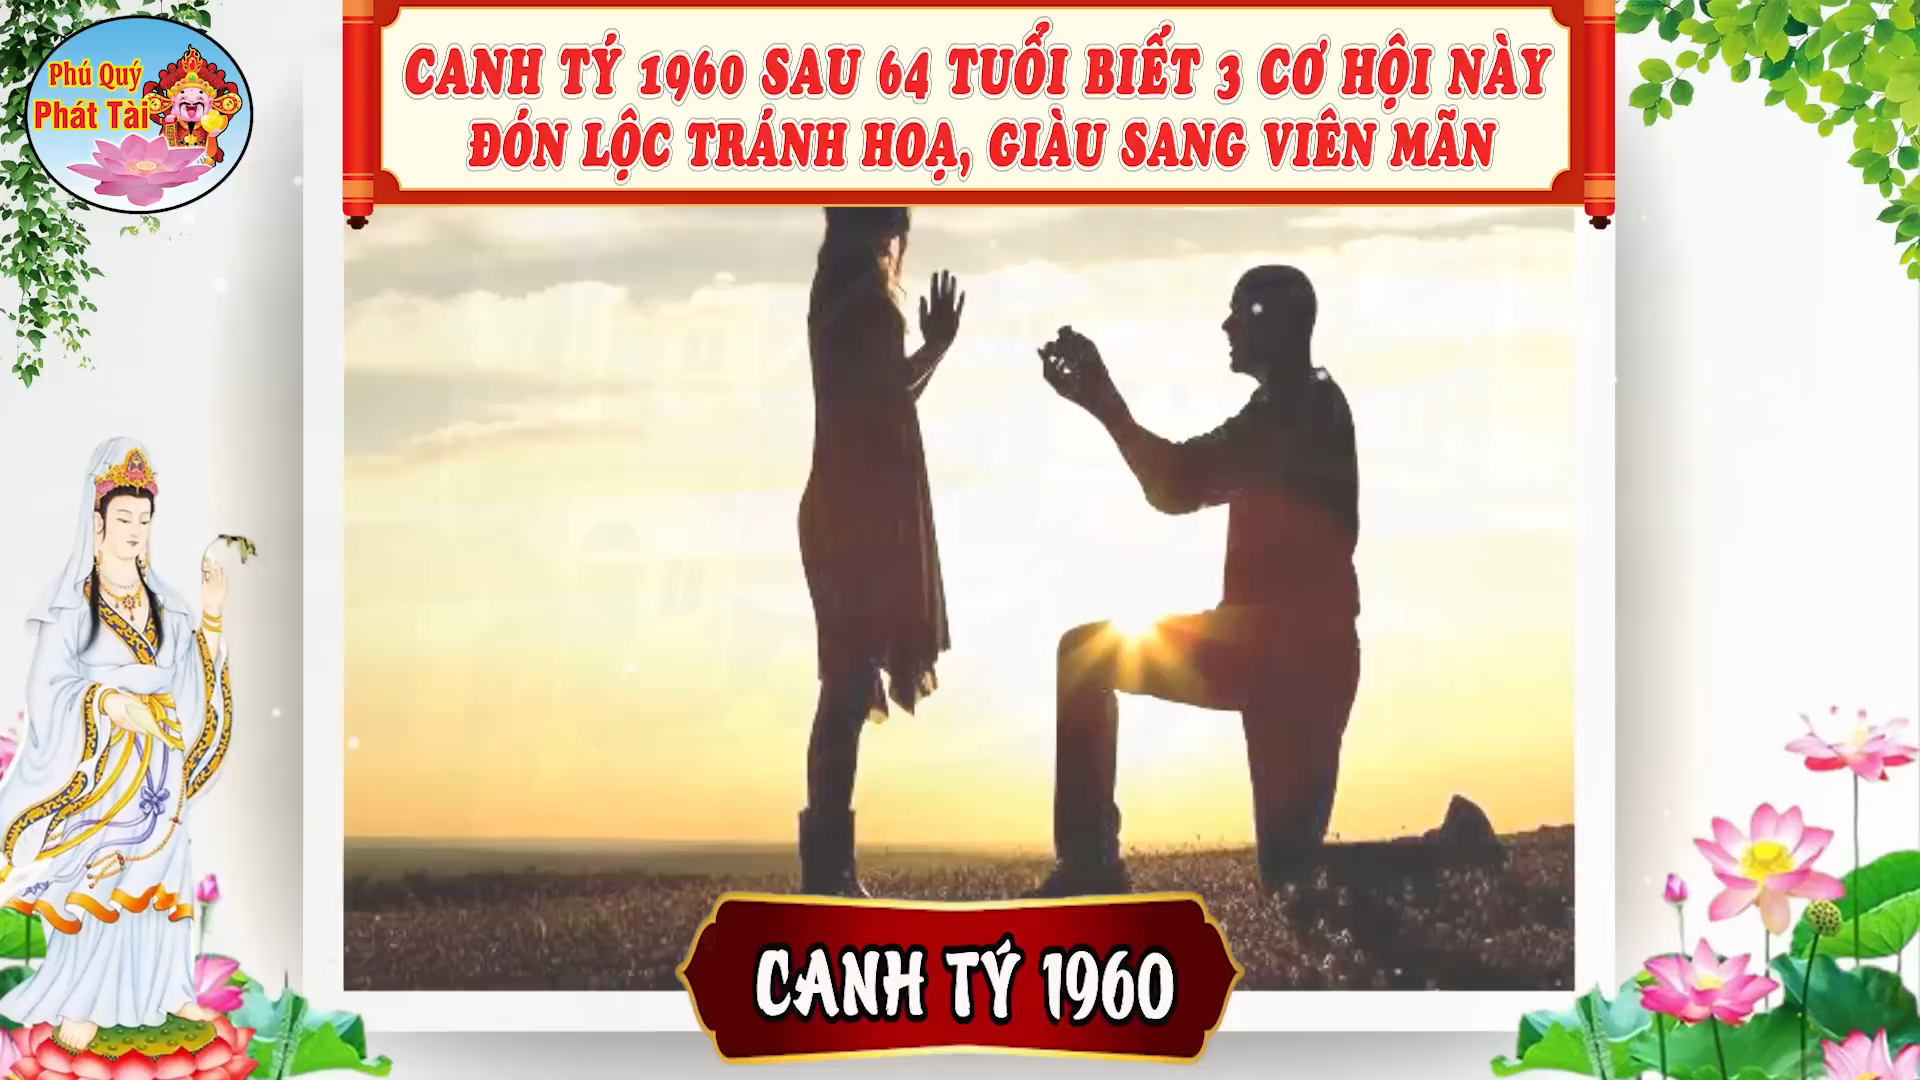 Phú Quý
Phát Tài
CANH TÝ 1960 SAU 64 TUỔI BIẾT 3 CƠ HỘI NÀY
ĐÓN LỘC TRÁNH HOẠ, GIÀU SANG VIÊN MÃN
CANH TÝ 1960